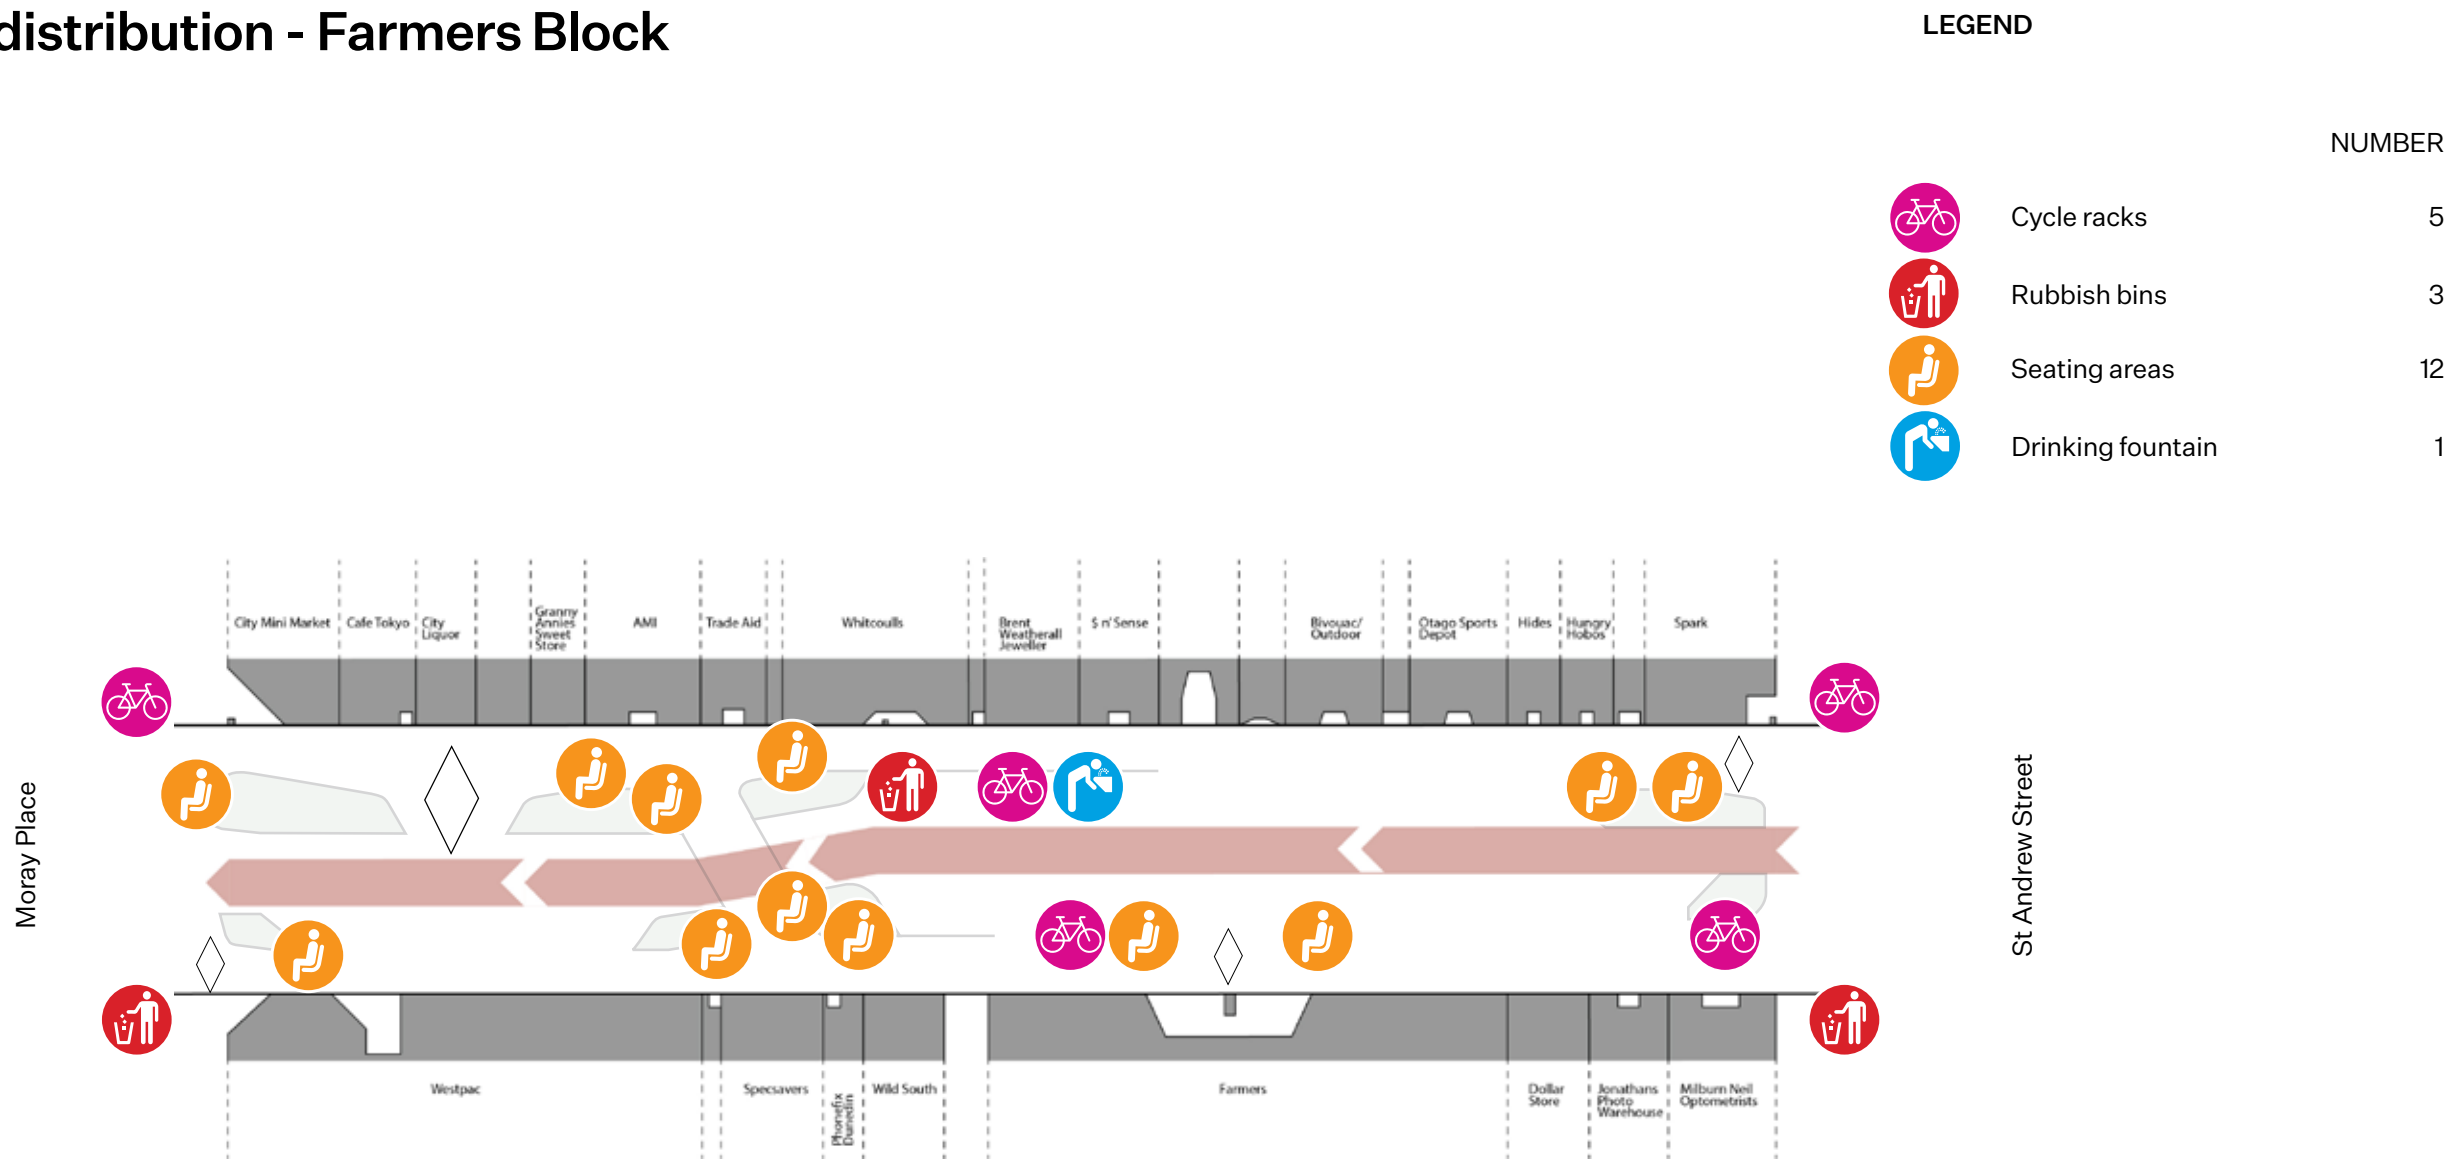 distribution - Farmers Block
LEGEND
NUMBER
Cycle racks 5
Rubbish bins 3
Seating areas 12
Drinking fountain 1
City Mini Market
Cafe Tokyo
City
Liquor
Granny
Annies
Sweet
Store
AMI
Trade Aid
Whitcoulls
Brent
Weatherall
Jeweller
$ n' Sense
Bivouac/
Outdoor
Otago Sports
Depot
Hides
Hungry
Hobos
Spark
Moray Place
St Andrew Street
Westpac
Specsavers
Phonefix
Dunedin
Wild South
Farmers
Dollar
Store
Jonathans
Photo
Warehouse
Milburn Neil
Optometrists